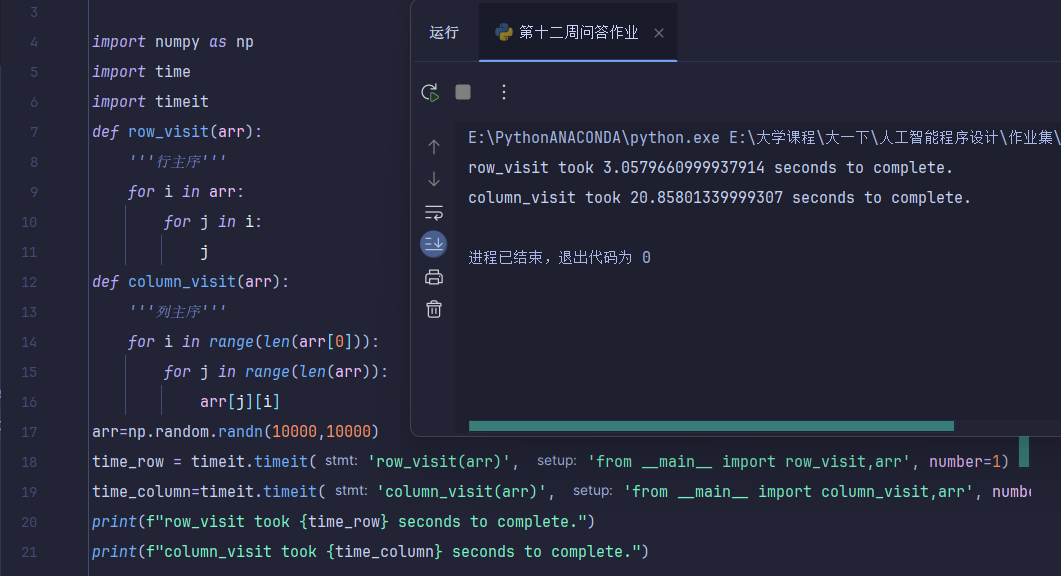 3
4 import numpy as np
5 import time
6 import timeit
7 def row_visit(arr):
8 '''行主序'''
9 for i in arr:
10 for j in i:
11 j
12 def column_visit(arr):
13 '''列主序'''
14 for i in range(len(arr[0])):
15 for j in range(len(arr)):
16 arr[j][i]
17 arr=np.random.randn(10000,10000)
18 time_row = timeit.timeit( stmt: 'row_visit(arr)', setup: 'from __main__ import row_visit,arr', number=1)
19 time_column=timeit.timeit( stmt: 'column_visit(arr)', setup: 'from __main__ import column_visit,arr', numbe
20 print(f"row_visit took {time_row} seconds to complete.")
21 print(f"column_visit took {time_column} seconds to complete.")
运行 第十二周问答作业
E:\PythonANACONDA\python.exe E:\大学课程\大一下\人工智能程序设计\作业集\
row_visit took 3.0579660999937914 seconds to complete.
column_visit took 20.85801339999307 seconds to complete.
进程已结束，退出代码为 0